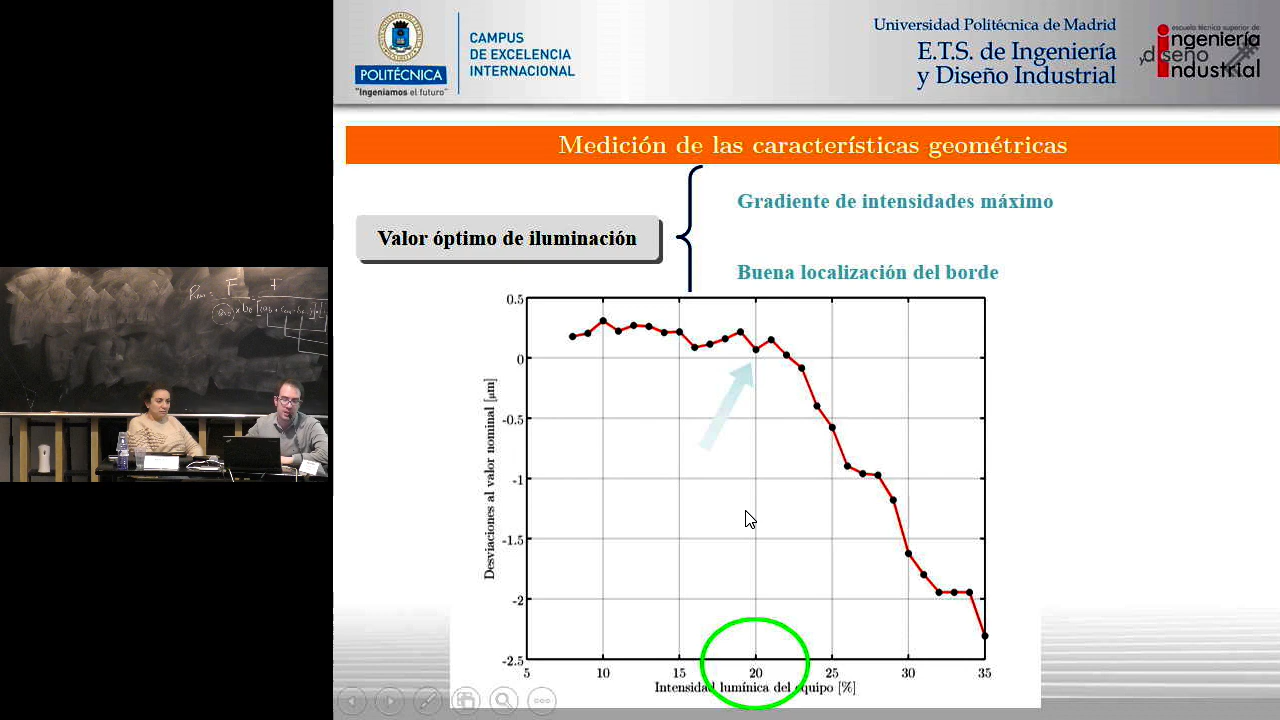 POLITÉCNICA
"Ingeniamos el futuro"
CAMPUS
DE EXCELENCIA
INTERNACIONAL
Universidad Politécnica de Madrid
E.T.S. de Ingeniería
y Diseño Industrial
escuela técnica superior de
ingeniería
y diseño
industrial
Medición de las características geométricas
Valor óptimo de iluminación
Gradiente de intensidades máximo
Buena localización del borde
Desviaciones al valor nominal [μm]
0.5
0
-0.5
-1
-1.5
-2
-2.5
5 10 15 20 25 30 35
Intensidad lumínica del equipo [%]